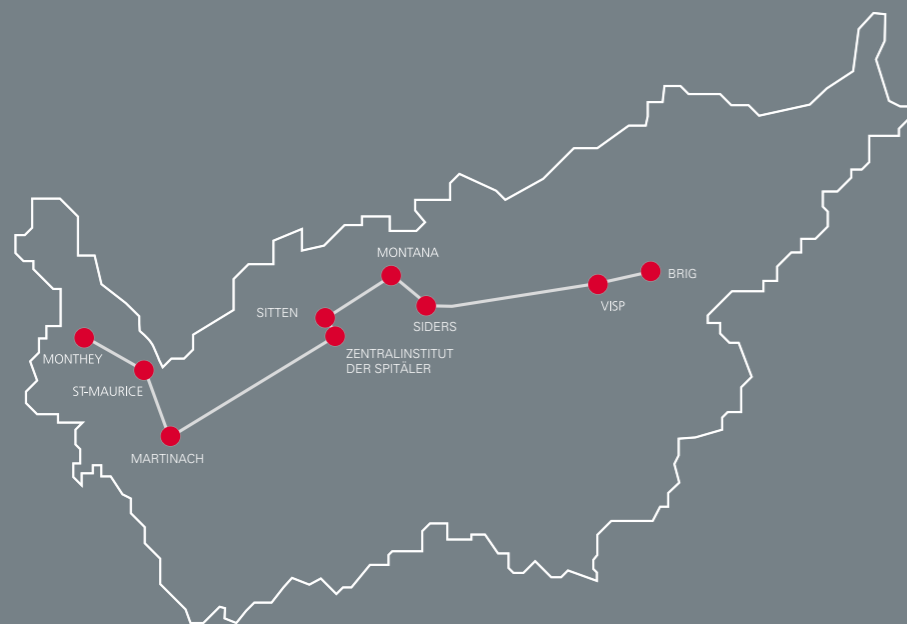 MONTANA
BRIG
SITTEN
VISP
SIDERS
ZENTRALINSTITUT
DER SPITÄLER
MONTHEY
ST-MAURICE
MARTINACH